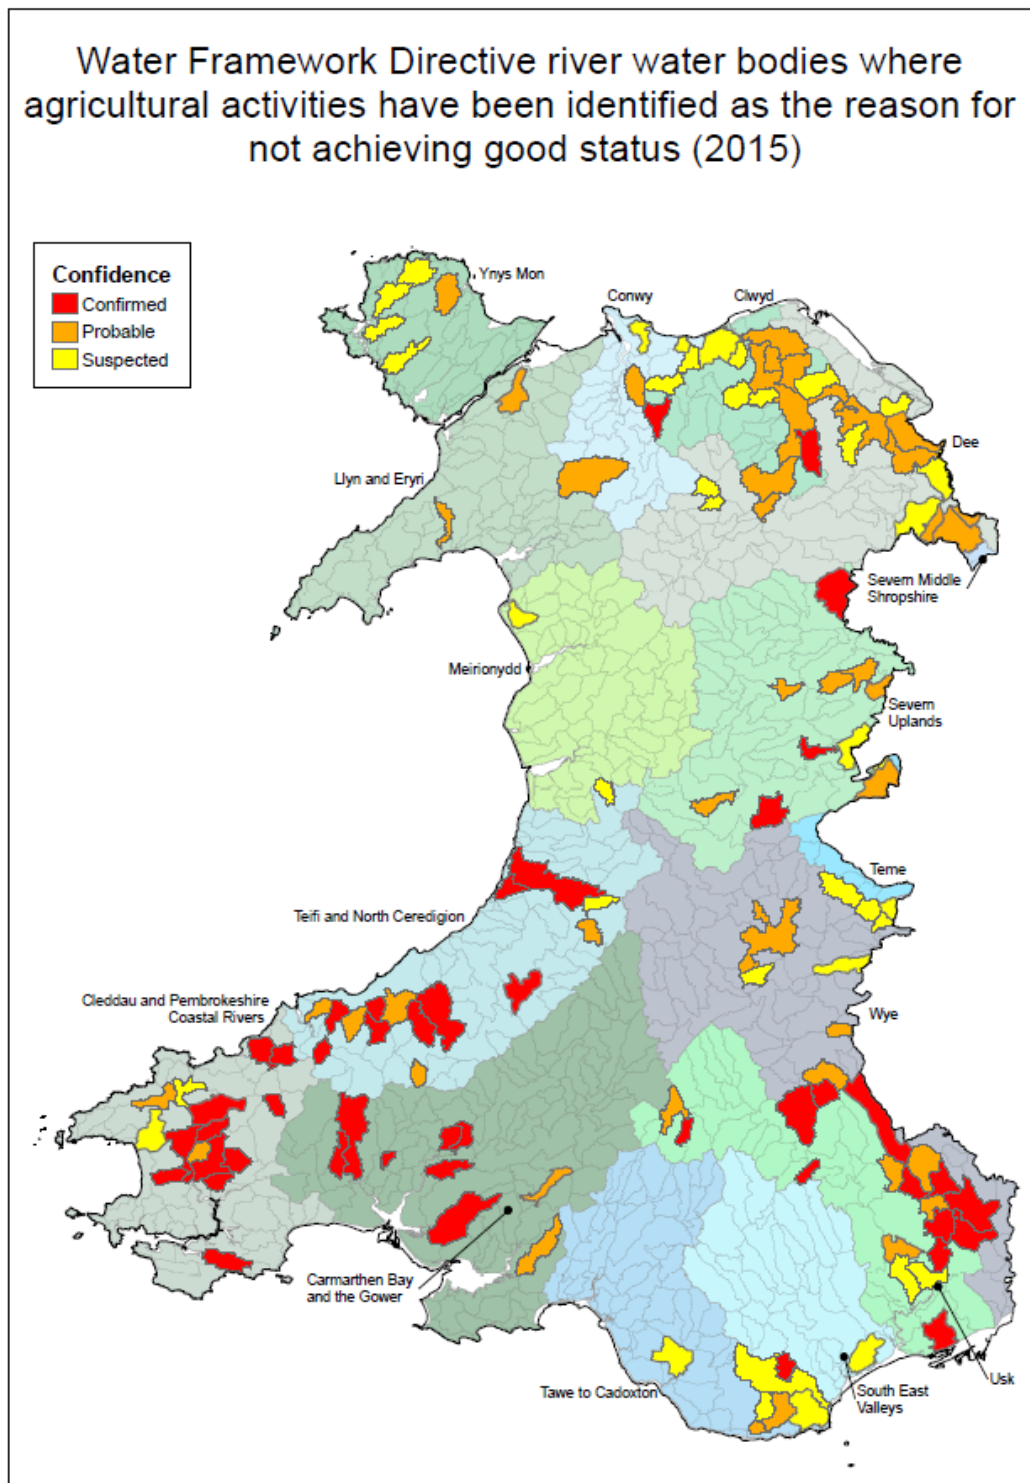 Water Framework Directive river water bodies where
agricultural activities have been identified as the reason for
not achieving good status (2015)
Confidence
Confirmed
Probable
Suspected
Ynys Mon
Conwy
Clwyd
Dee
Llyn and Eryri
Severn Middle
Shropshire
Meirionydd
Severn
Uplands
Teme
Teifi and North Ceredigion
Cleddau and Pembrokeshire
Coastal Rivers
Wye
Carmarthen Bay
and the Gower
Usk
Tawe to Cadoxton
South East
Valleys